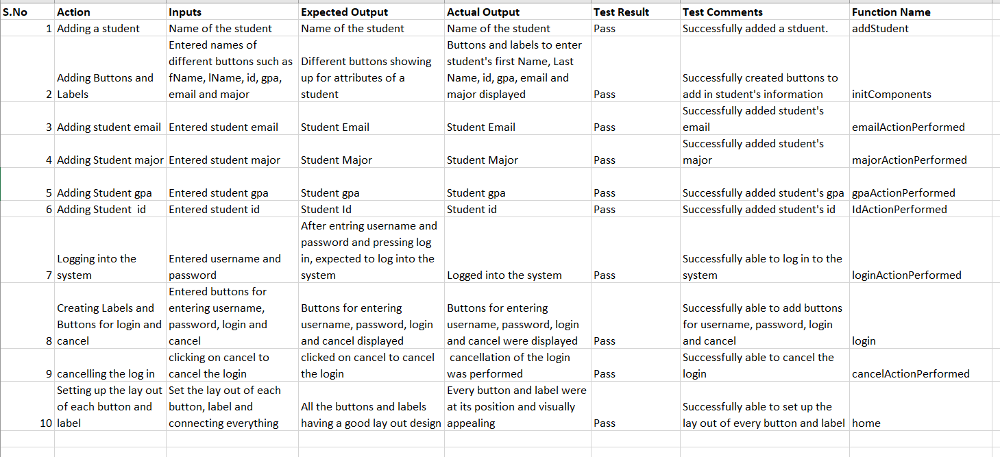 S.No Action Inputs Expected Output Actual Output Test Result Test Comments Function Name
1 Adding a student Name of the student Name of the student Name of the student Pass Successfully added a stduent. addStudent
2 Adding Buttons and
Labels
Entered names of
different buttons such as
fName, lName, id, gpa,
email and major
Different buttons showing
up for attributes of a
student
Buttons and labels to enter
student's first Name, Last
Name, id, gpa, email and
major displayed
Pass
Successfully created buttons to
add in student's information
initComponents
3 Adding student email Entered student email Student Email Student Email Pass
Successfully added student's
email
emailActionPerformed
4 Adding Student major Entered student major Student Major Student Major Pass
Successfully added student's
major
majorActionPerformed
5 Adding Student gpa Entered student gpa Student gpa Student gpa Pass Successfully added student's gpa gpaActionPerformed
6 Adding Student  id Entered student id Student Id Student id Pass Successfully added student's id IdActionPerformed
7 Logging into the
system
Entered username and
password
After entring username and
password and pressing log
in, expected to log into the
system
Logged into the system
Pass
Successfully able to log in to the
system
loginActionPerformed
8 Creating Labels and
Buttons for login and
cancel
Entered buttons for
entering username,
password, login and
cancel
Buttons for entering
username, password, login
and cancel displayed
Buttons for entering
username, password, login
and cancel were displayed
Pass
Successfully able to add buttons
for username, password, login
and cancel
login
9 cancelling the log in
clicking on cancel to
cancel the login
clicked on cancel to cancel
the login
cancellation of the login
was performed
Pass
Successfully able to cancel the
login
cancelActionPerformed
10 Setting up the lay out
of each button and
label
Set the lay out of each
button, label and
connecting everything
All the buttons and labels
having a good lay out design
Every button and label were
at its position and visually
appealing
Pass
Successfully able to set up the
lay out of every button and label
home